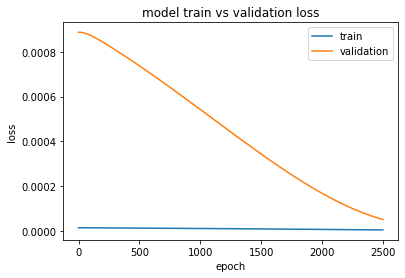 model train vs validation loss
train
validation
loss
0.0008
0.0006
0.0004
0.0002
0.0000
0
500
1000
1500
2000
2500
epoch